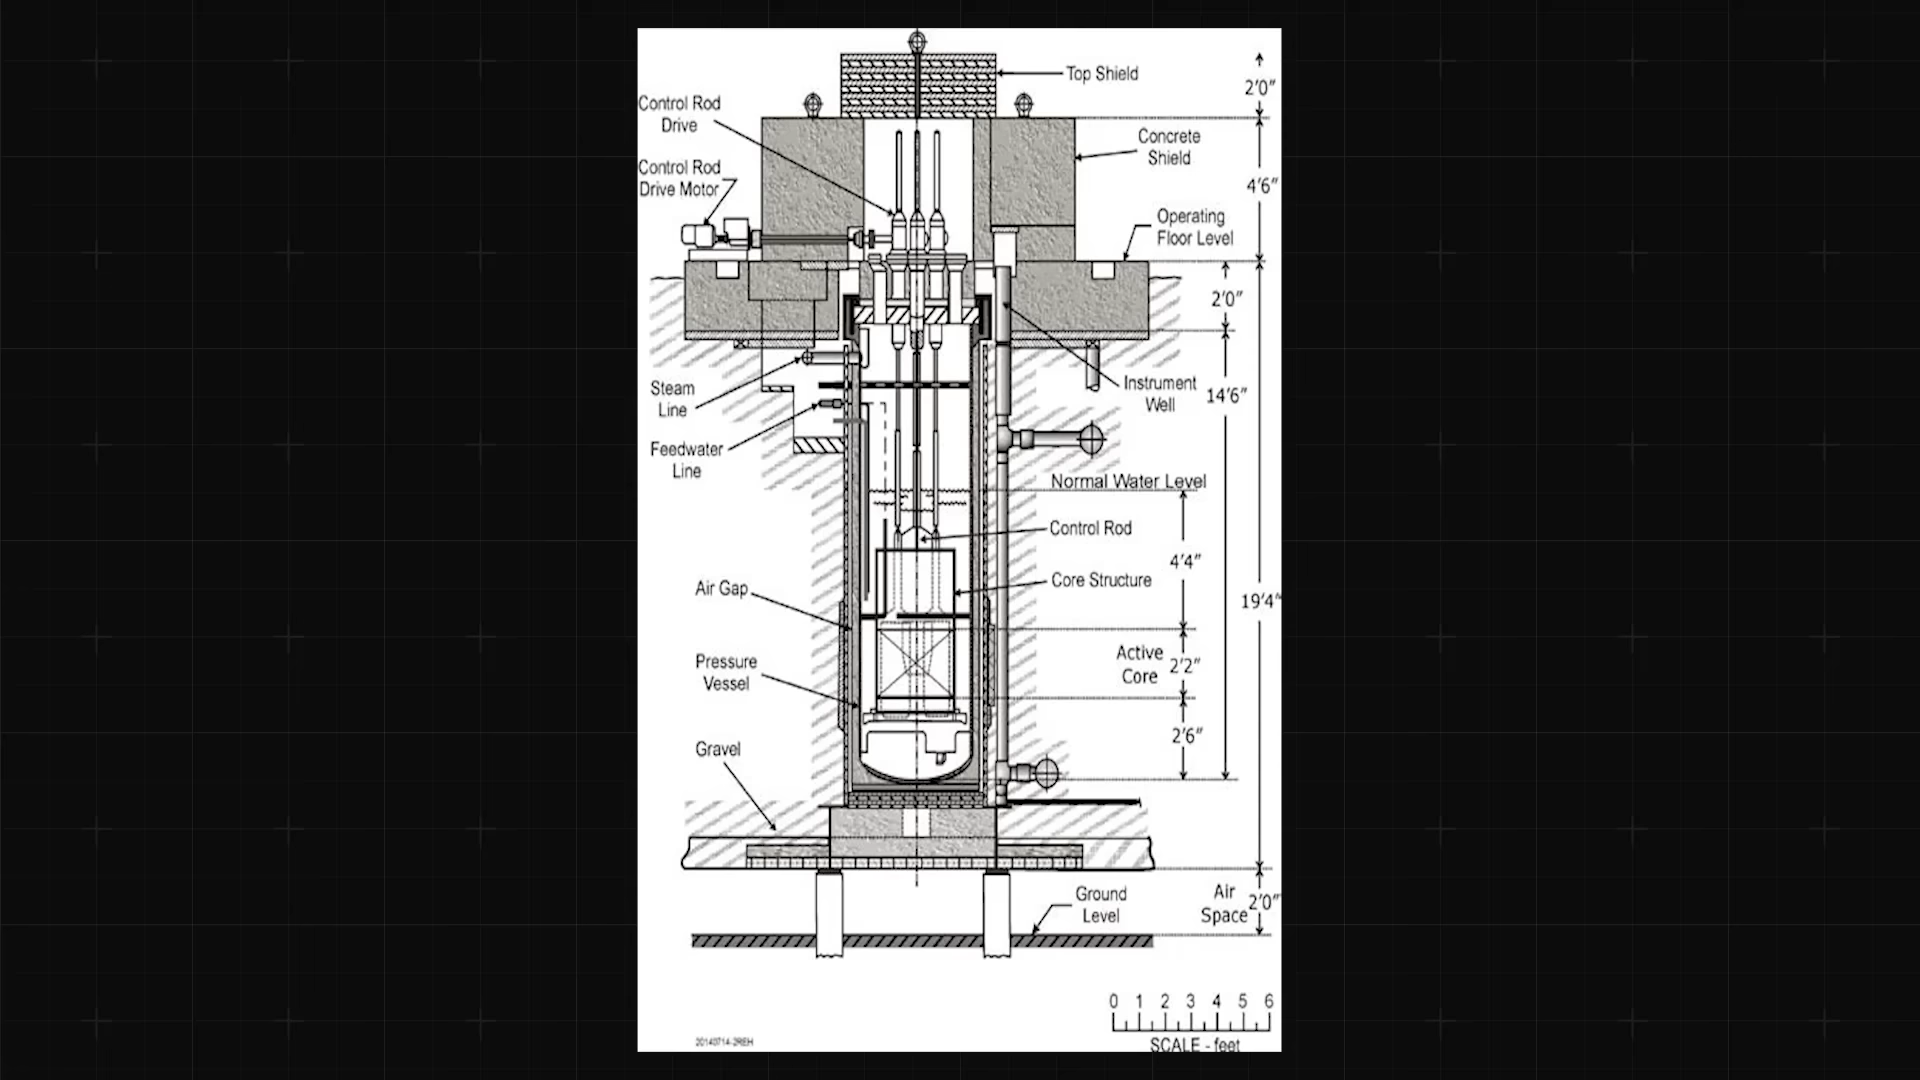 Top Shield
2'0"
Control Rod
Drive
Concrete
Shield
Control Rod
Drive Motor
4'6"
Operating
Floor Level
2'0"
Steam
Line
Instrument
Well
14'6"
Feedwater
Line
Normal Water Level
Control Rod
4'4"
Core Structure
Air Gap
19'4"
Active
Core
2'2"
Pressure
Vessel
2'6"
Gravel
Ground
Level
Air
Space
2'0"
0 1 2 3 4 5 6
SCALE - feet
20140714-2REH